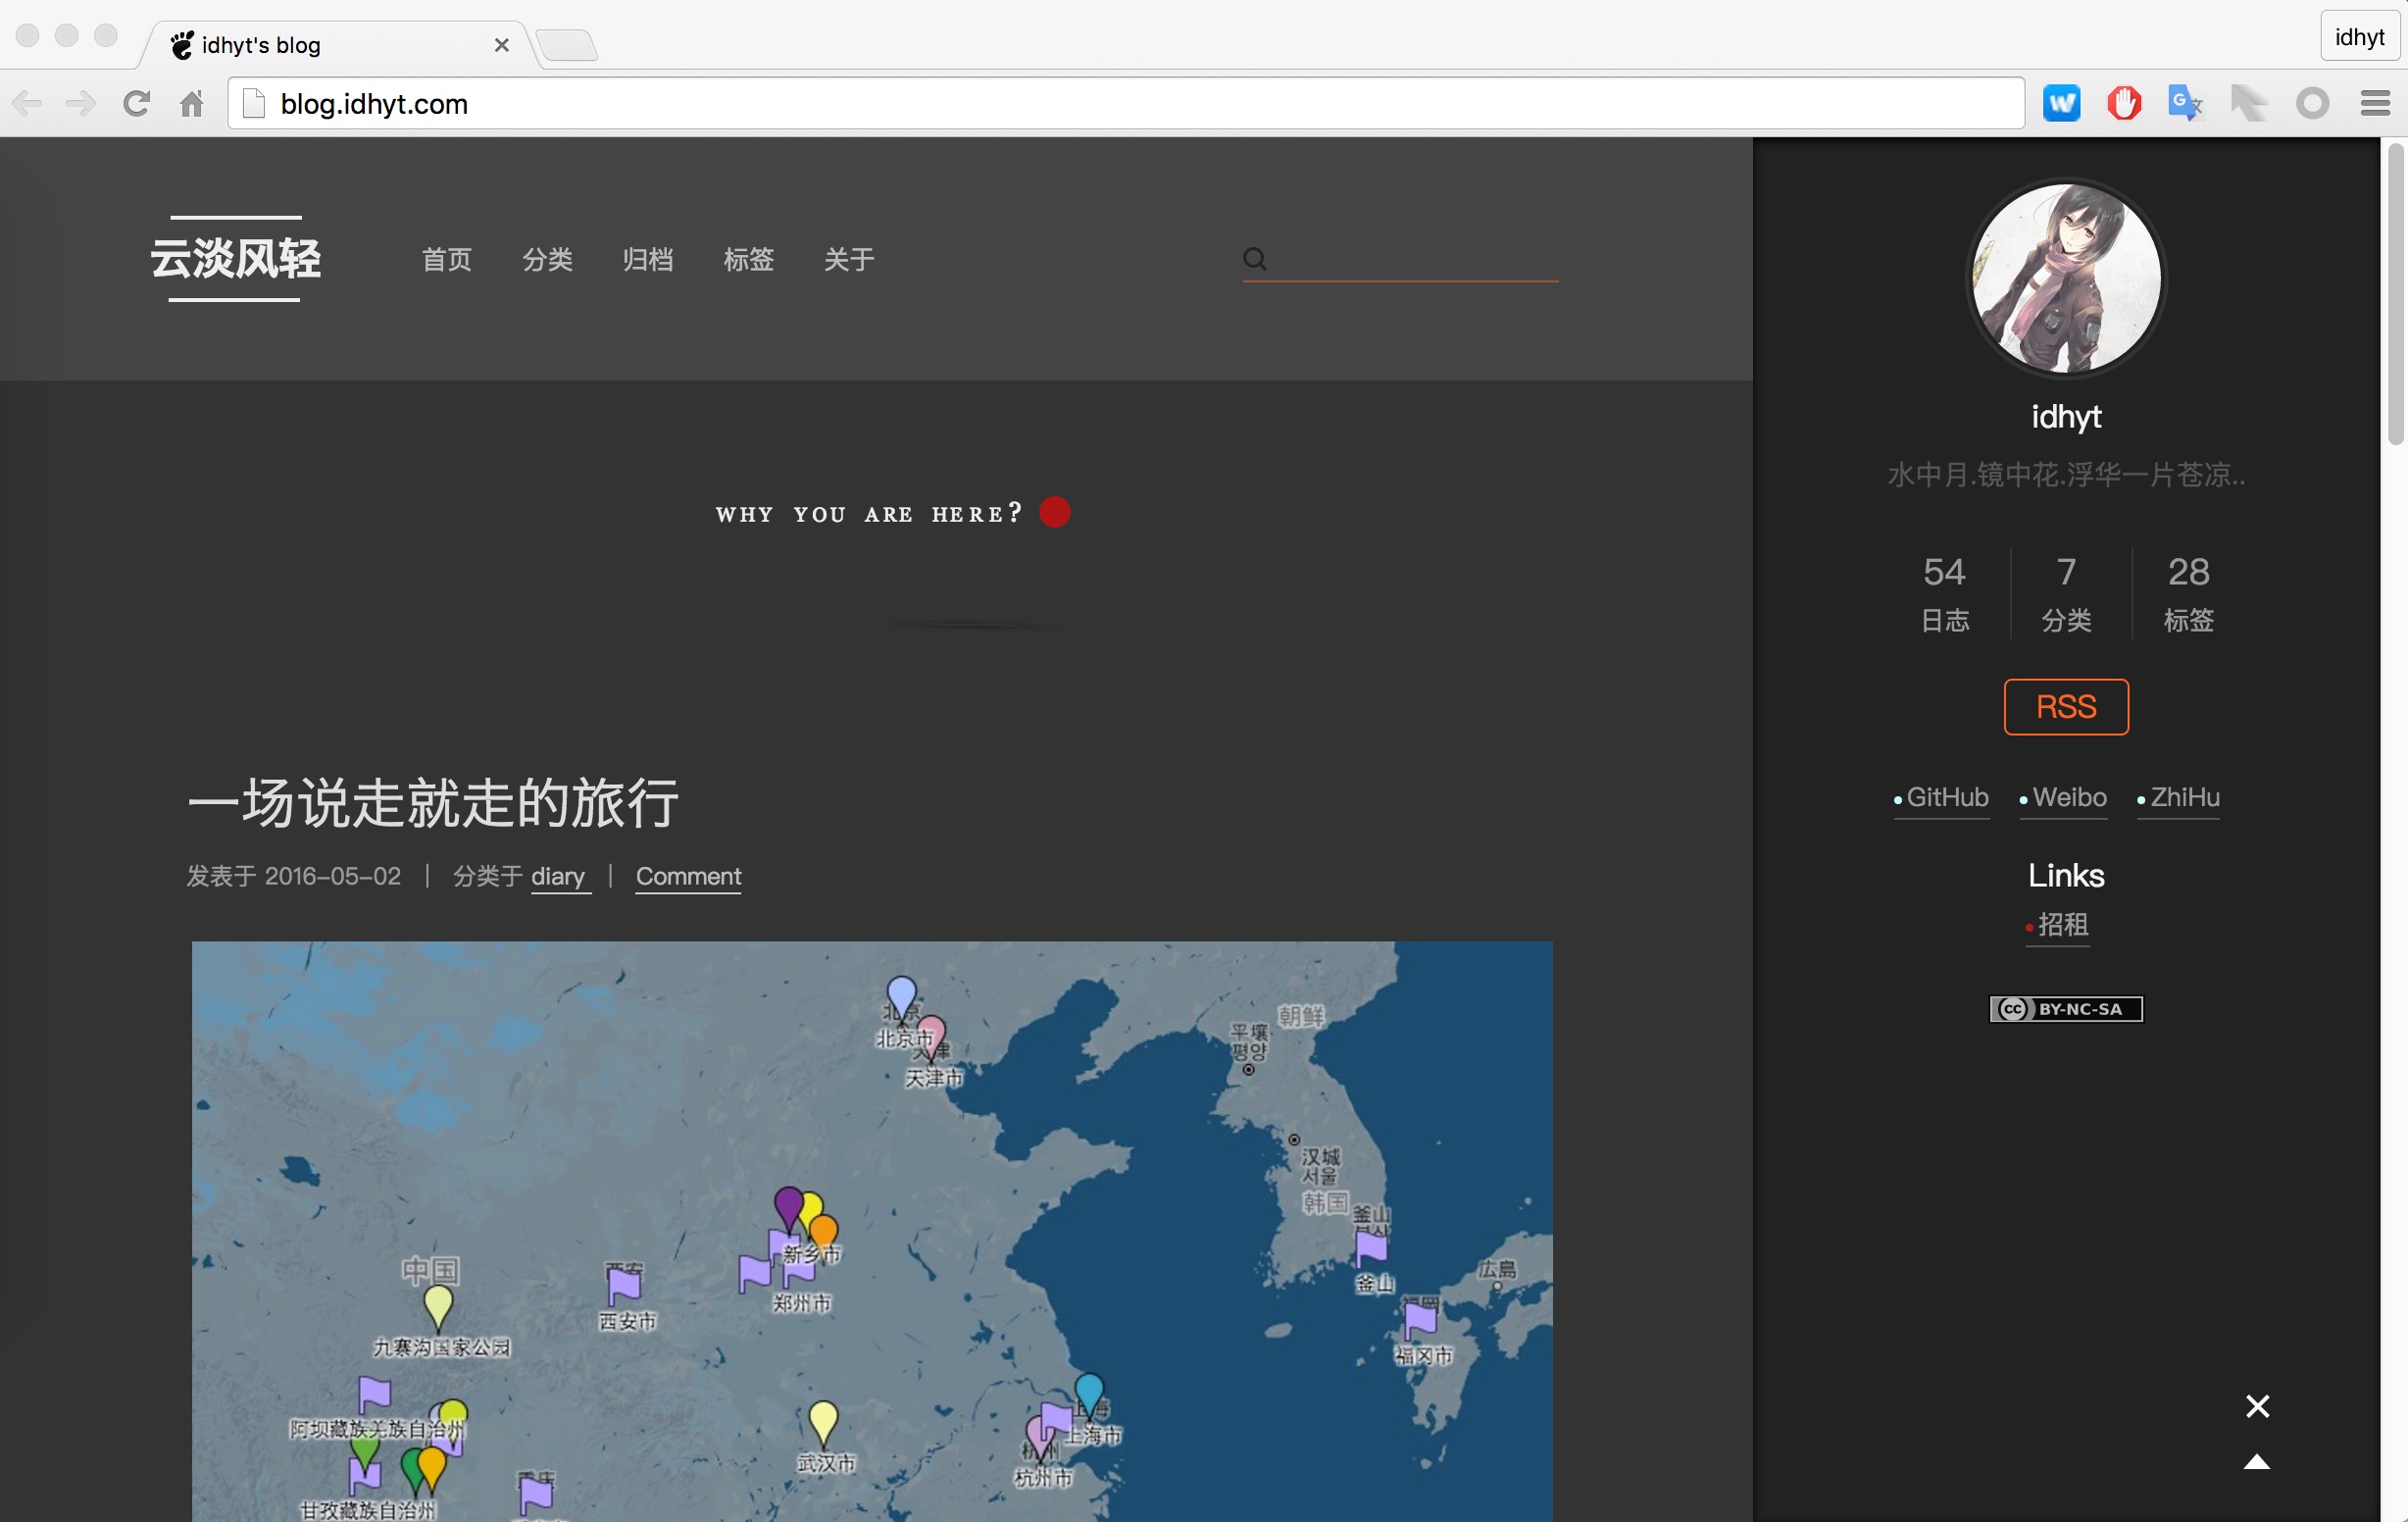 idhyt's blog
idhyt
blog.idhyt.com
云淡风轻
首页 分类 归档 标签 关于
WHY YOU ARE HERE?
一场说走就走的旅行
发表于 2016-05-02 | 分类于 diary | Comment
北京
北京市
天津
天津市
朝鲜
平壤
평양
汉城
서울
韩国
釜山
釜山
広島
福冈市
新乡市
郑州市
中国
西安
西安市
九寨沟国家公园
阿坝藏族羌族自治州
甘孜藏族自治州
重庆
武汉市
上海
上海市
杭州
杭州市
idhyt
水中月.镜中花.浮华一片苍凉..
54 7 28
日志 分类 标签
RSS
GitHub Weibo ZhiHu
Links
招租
cc BY-NC-SA